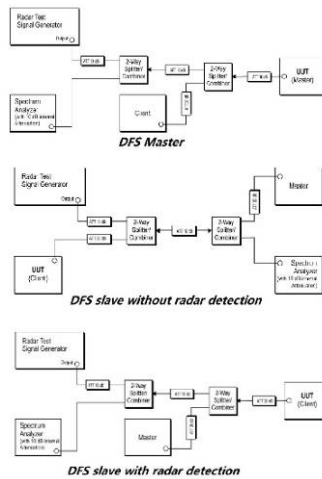 Radar Test
Signal Generator
Output
2-Way
Splitter/
Combiner
2-Way
Splitter/
Combiner
UUT
(Master)
Spectrum
Analyzer
Client
DFS Master
Radar Test
Signal Generator
Output
Master
2-Way
Splitter/
Combiner
2-Way
Splitter/
Combiner
UUT
(Client)
Spectrum
Analyzer
DFS slave without radar detection
Radar Test
Signal Generator
2-Way
Splitter
Combiner
2-Way
Splitter/
Combiner
UUT
(Client)
Spectrum
Analyzer
Master
DFS slave with radar detection